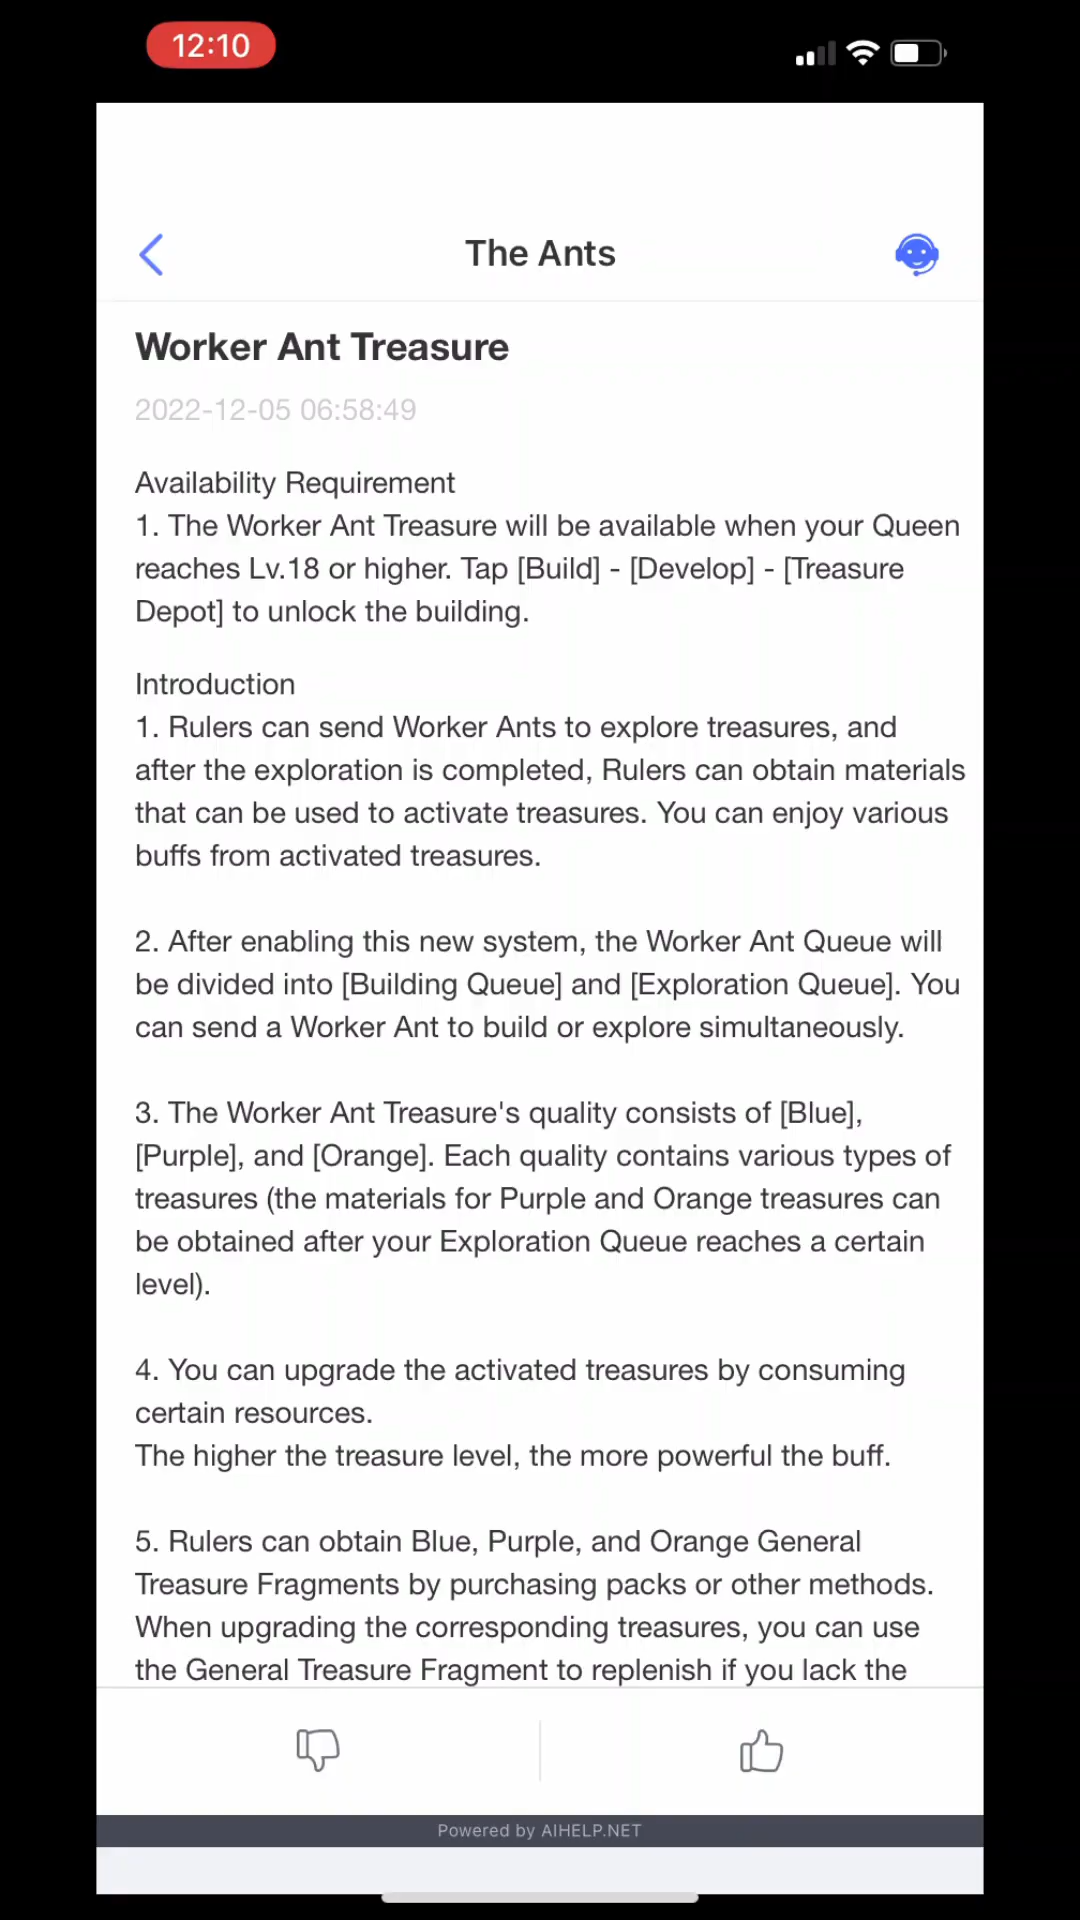 12:10
The Ants
Worker Ant Treasure
2022-12-05 06:58:49
Availability Requirement
1. The Worker Ant Treasure will be available when your Queen
reaches Lv.18 or higher. Tap [Build] - [Develop] - [Treasure
Depot] to unlock the building.
Introduction
1. Rulers can send Worker Ants to explore treasures, and
after the exploration is completed, Rulers can obtain materials
that can be used to activate treasures. You can enjoy various
buffs from activated treasures.
2. After enabling this new system, the Worker Ant Queue will
be divided into [Building Queue] and [Exploration Queue]. You
can send a Worker Ant to build or explore simultaneously.
3. The Worker Ant Treasure's quality consists of [Blue],
[Purple], and [Orange]. Each quality contains various types of
treasures (the materials for Purple and Orange treasures can
be obtained after your Exploration Queue reaches a certain
level).
4. You can upgrade the activated treasures by consuming
certain resources.
The higher the treasure level, the more powerful the buff.
5. Rulers can obtain Blue, Purple, and Orange General
Treasure Fragments by purchasing packs or other methods.
When upgrading the corresponding treasures, you can use
the General Treasure Fragment to replenish if you lack the
Powered by AIHELP.NET